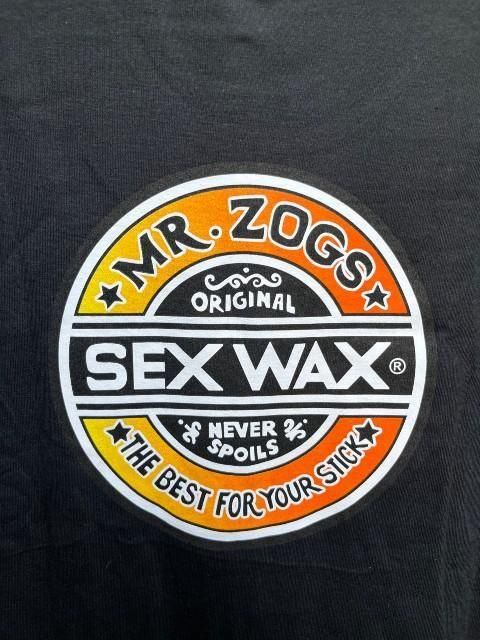 MR. ZOGS
ORIGINAL
SEX WAX ®
NEVER
SPOILS
THE BEST FOR YOUR STICK